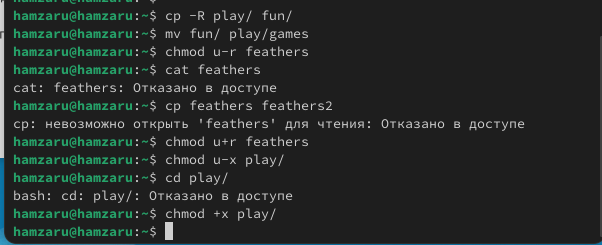 hamzaru@hamzaru:~$ cp -R play/ fun/
hamzaru@hamzaru:~$ mv fun/ play/games
hamzaru@hamzaru:~$ chmod u-r feathers
hamzaru@hamzaru:~$ cat feathers
cat: feathers: Отказано в доступе
hamzaru@hamzaru:~$ cp feathers feathers2
cp: невозможно открыть 'feathers' для чтения: Отказано в доступе
hamzaru@hamzaru:~$ chmod u+r feathers
hamzaru@hamzaru:~$ chmod u-x play/
hamzaru@hamzaru:~$ cd play/
bash: cd: play/: Отказано в доступе
hamzaru@hamzaru:~$ chmod +x play/
hamzaru@hamzaru:~$